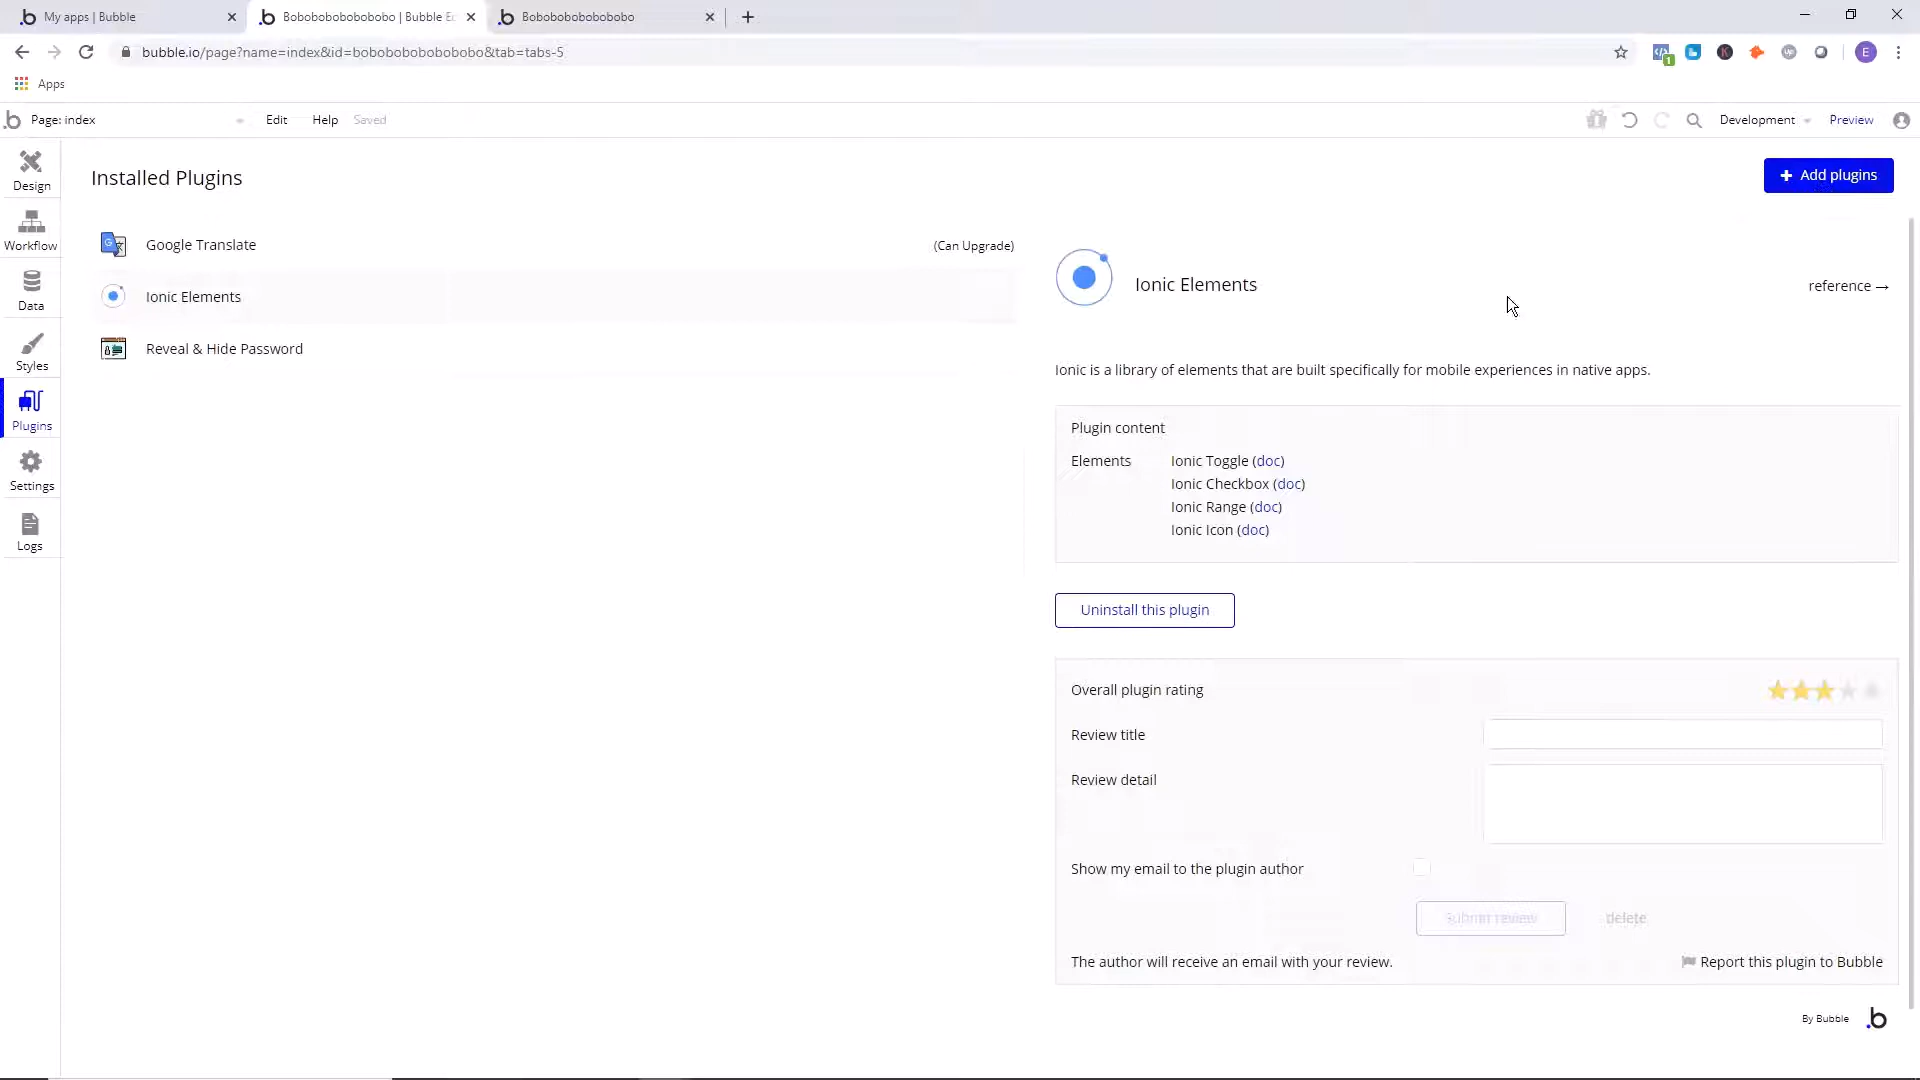 My apps | Bubble
Bobobobobobobobo | Bubble Ec
Bobobobobobobobo
bubble.io/page?name=index&id=bobobobobobobobo&tab=tabs-5
1
E
Apps
Page: index
Edit
Help
Saved
Development
Preview
Design
Workflow
Data
Styles
Plugins
Settings
Logs
Installed Plugins
Add plugins
Google Translate
(Can Upgrade)
Ionic Elements
Reveal & Hide Password
Ionic Elements
reference →
Ionic is a library of elements that are built specifically for mobile experiences in native apps.
Plugin content
Elements
Ionic Toggle (doc)
Ionic Checkbox (doc)
Ionic Range (doc)
Ionic Icon (doc)
Uninstall this plugin
Overall plugin rating
Review title
Review detail
Show my email to the plugin author
Submit review
delete
The author will receive an email with your review.
Report this plugin to Bubble
By Bubble